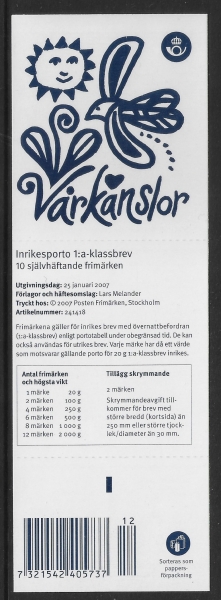 Vårkänslor
Inrikesporto 1:a-klassbrev
10 självhäftande frimärken
Utgivningsdag: 25 januari 2007
Förlagor och häftesomslag: Lars Melander
Tryckt hos: © 2007 Posten Frimärken, Stockholm
Artikelnummer: 241418
Frimärkena gäller för inrikes brev med övernattbefordran
(1:a-klassbrev) enligt portotabell under obegränsad tid. De kan
också användas för utrikes brev. Varje märke har då ett värde
som motsvarar gällande porto för 20 g 1:a-klassbrev inrikes.
Antal frimärken
och högsta vikt
1 märke 20 g
2 märken 100 g
4 märken 250 g
6 märken 500 g
8 märken 1 000 g
12 märken 2 000 g
Tillägg skrymmande
2 märken
Skrymmandeavgift till-
kommer för brev med
större bredd (kortsida) än
250 mm eller större tjock-
lek/diameter än 30 mm.
12
7 321542 405737
Sorteras som
pappers-
förpackning